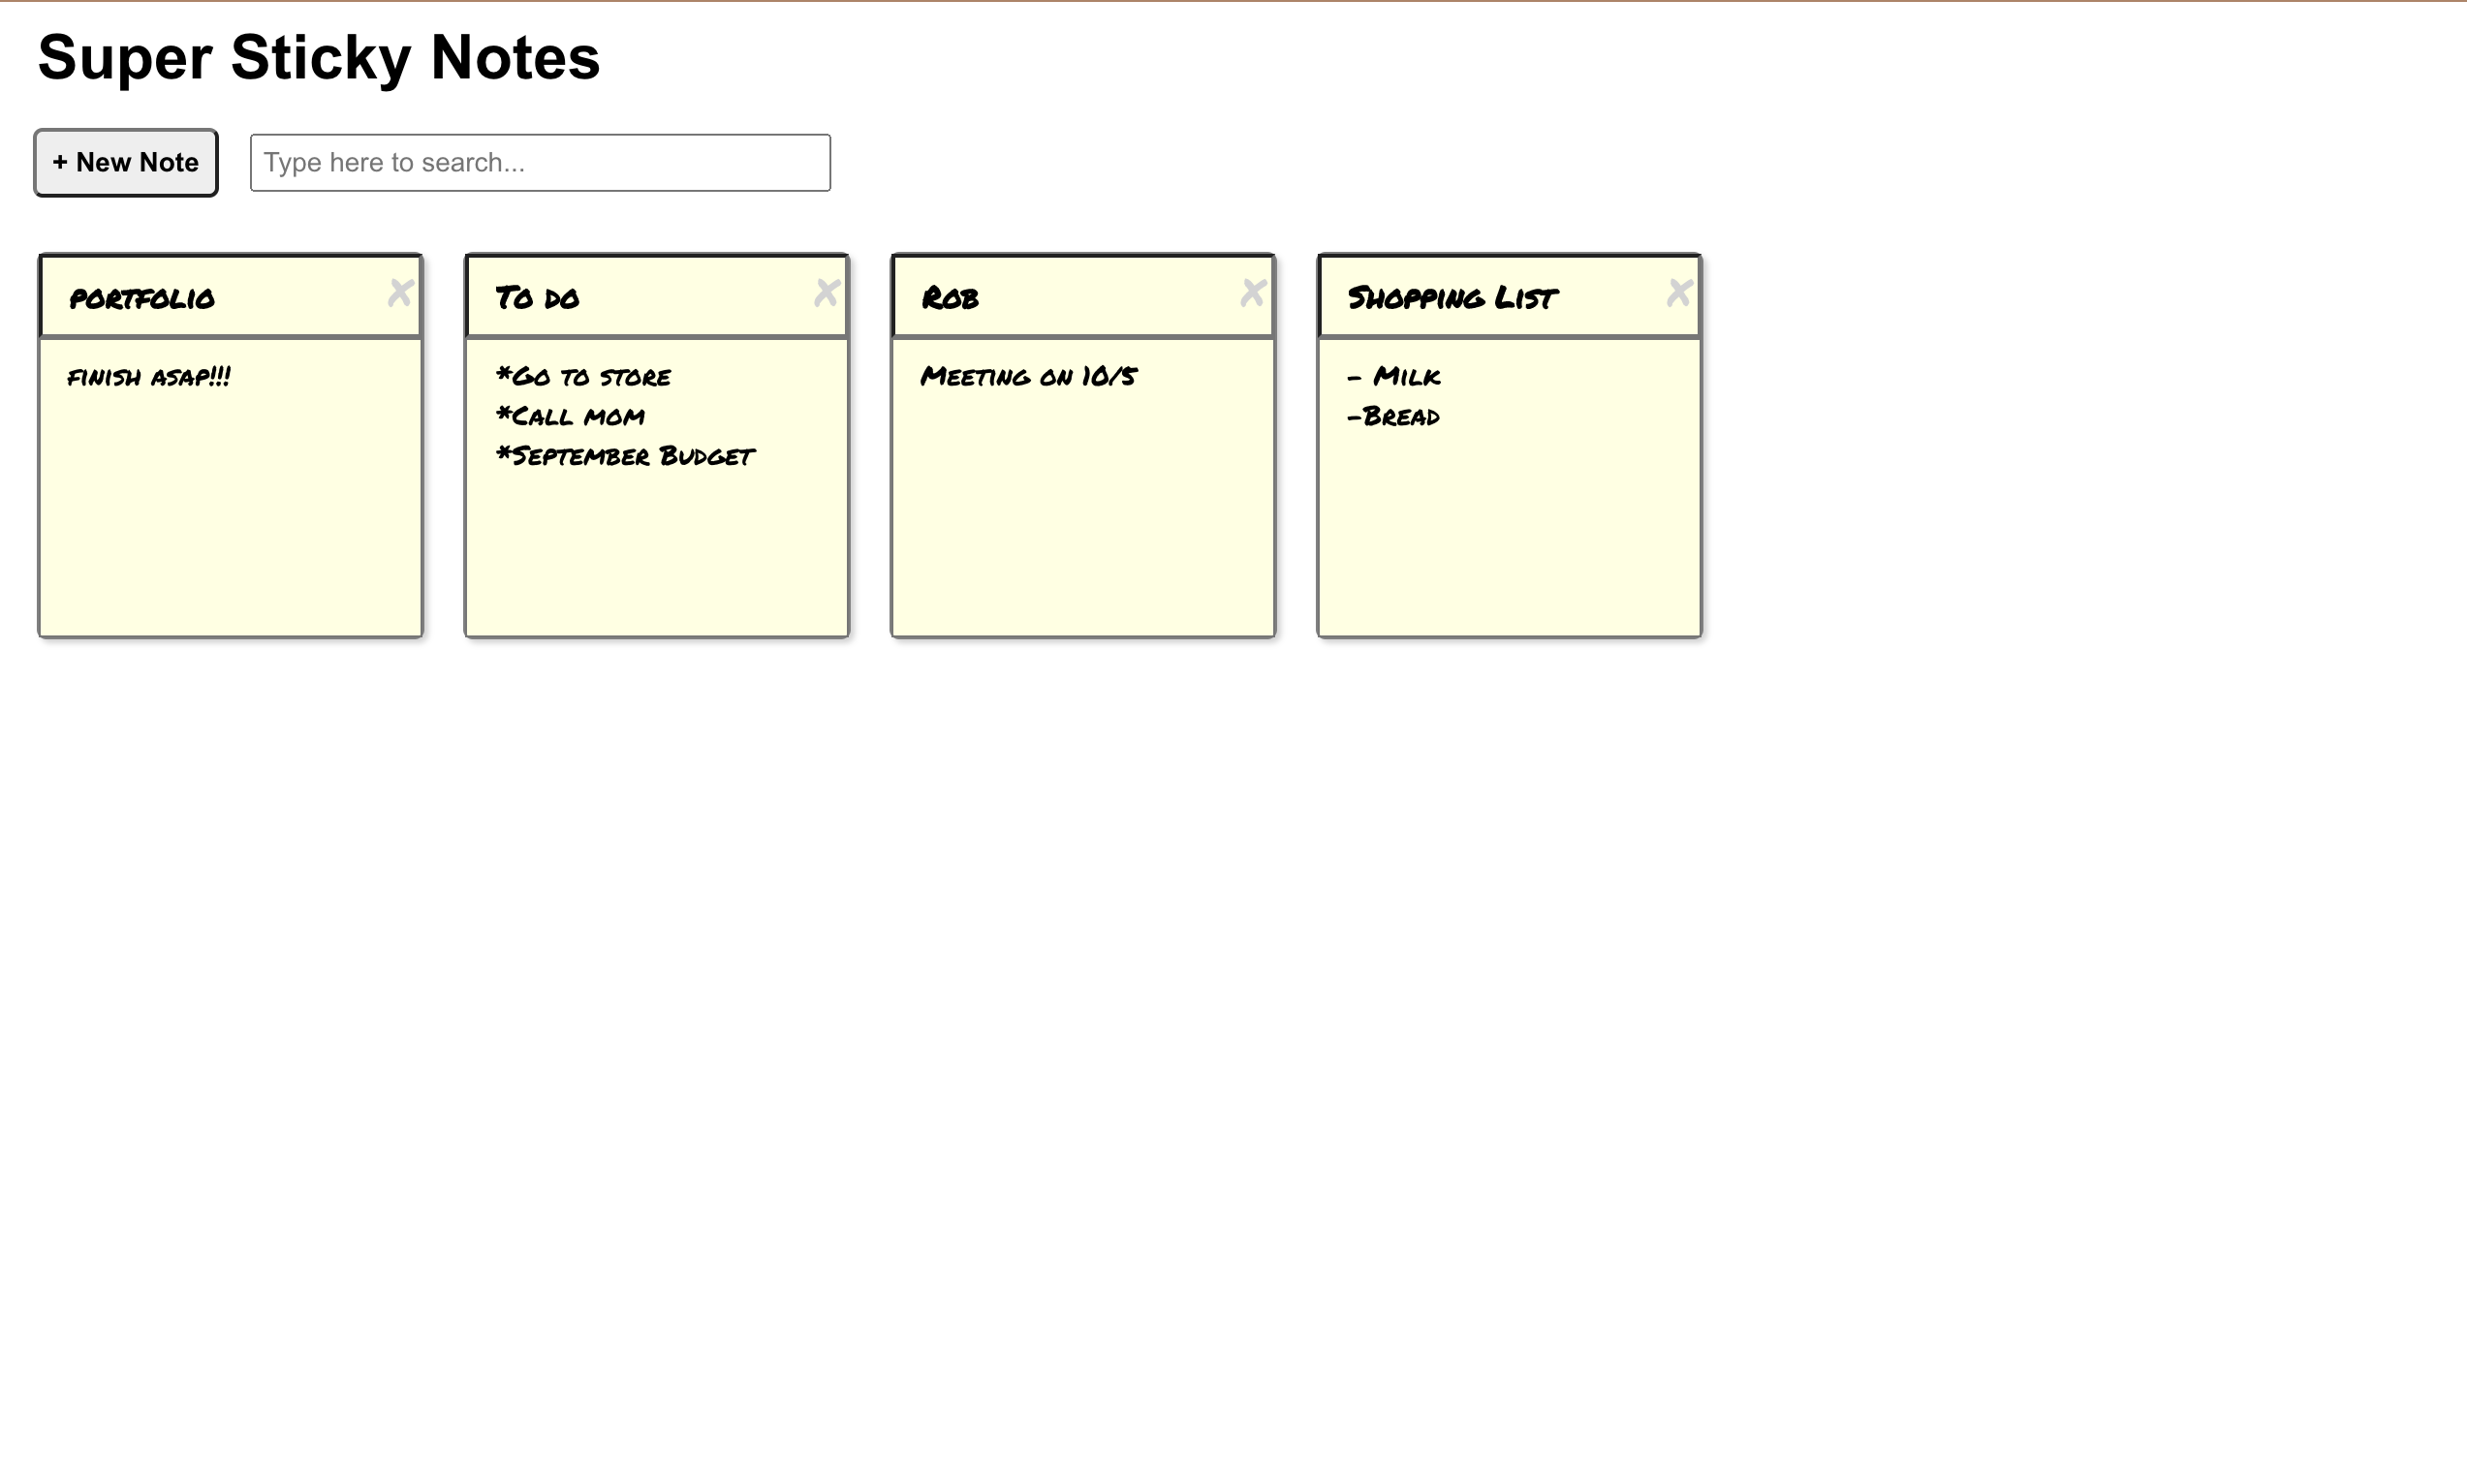 Super Sticky Notes
+ New Note
Type here to search...
Portfolio
Finish ASAP!!!
To do
*Go to store
*Call mom
*September Budget
Rob
Meeting on 10/5
Shopping List
- Milk
-Bread